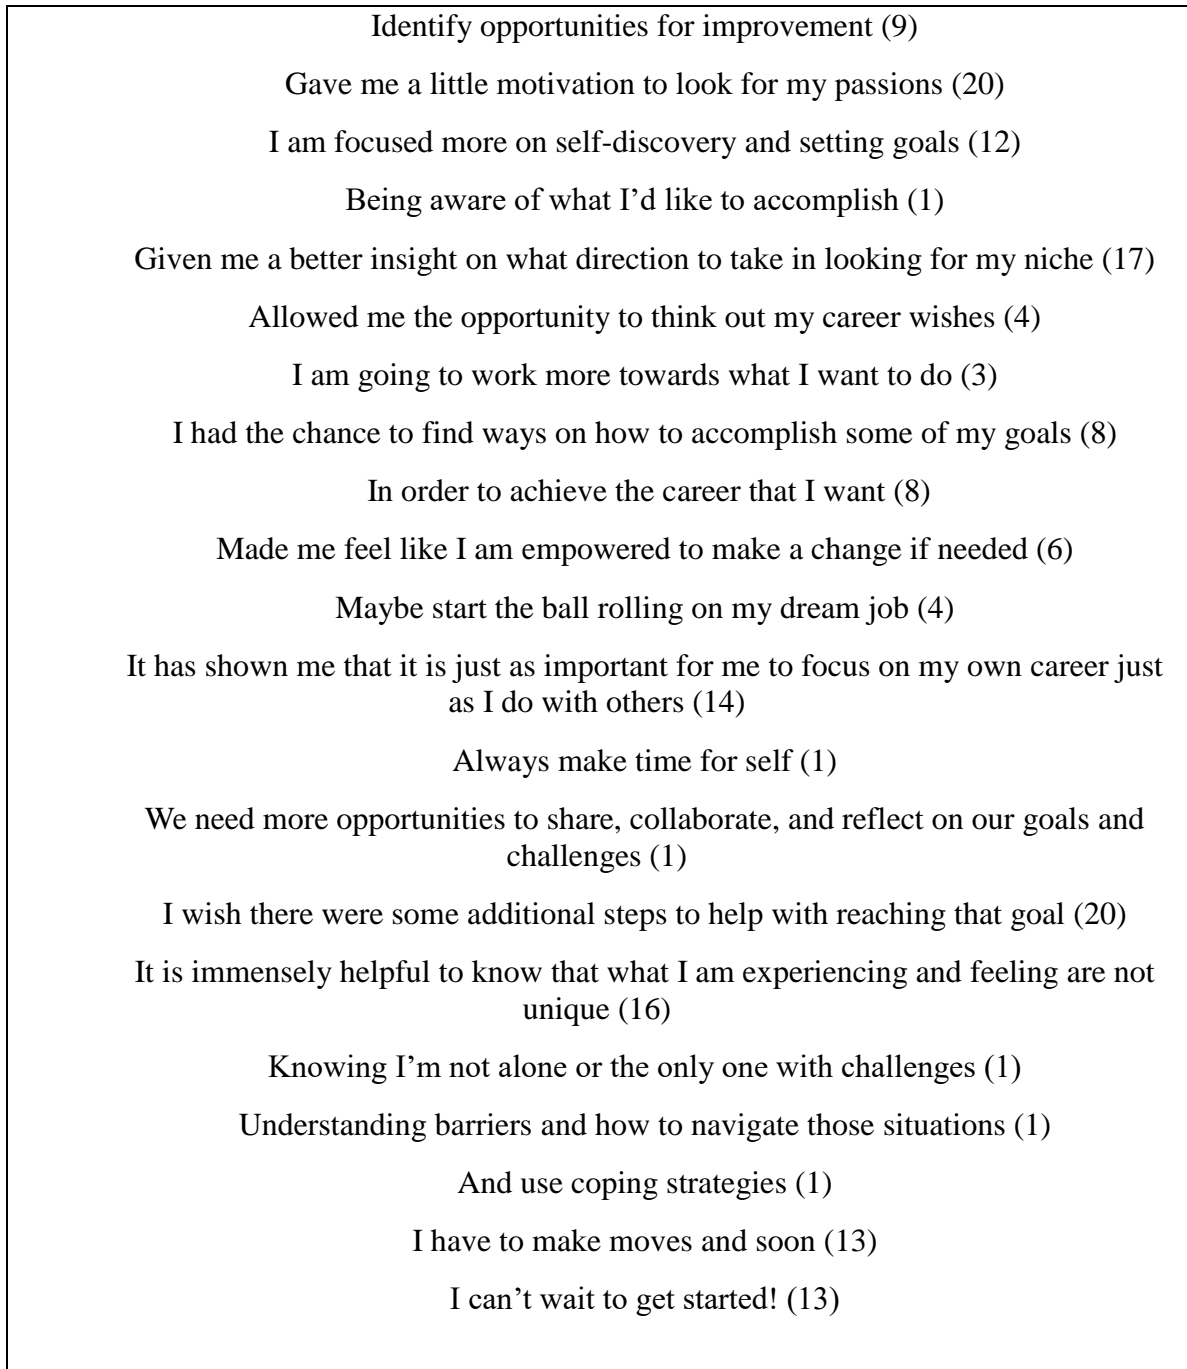 Identify opportunities for improvement (9)
Gave me a little motivation to look for my passions (20)
I am focused more on self-discovery and setting goals (12)
Being aware of what I’d like to accomplish (1)
Given me a better insight on what direction to take in looking for my niche (17)
Allowed me the opportunity to think out my career wishes (4)
I am going to work more towards what I want to do (3)
I had the chance to find ways on how to accomplish some of my goals (8)
In order to achieve the career that I want (8)
Made me feel like I am empowered to make a change if needed (6)
Maybe start the ball rolling on my dream job (4)
It has shown me that it is just as important for me to focus on my own career just
as I do with others (14)
Always make time for self (1)
We need more opportunities to share, collaborate, and reflect on our goals and
challenges (1)
I wish there were some additional steps to help with reaching that goal (20)
It is immensely helpful to know that what I am experiencing and feeling are not
unique (16)
Knowing I’m not alone or the only one with challenges (1)
Understanding barriers and how to navigate those situations (1)
And use coping strategies (1)
I have to make moves and soon (13)
I can’t wait to get started! (13)